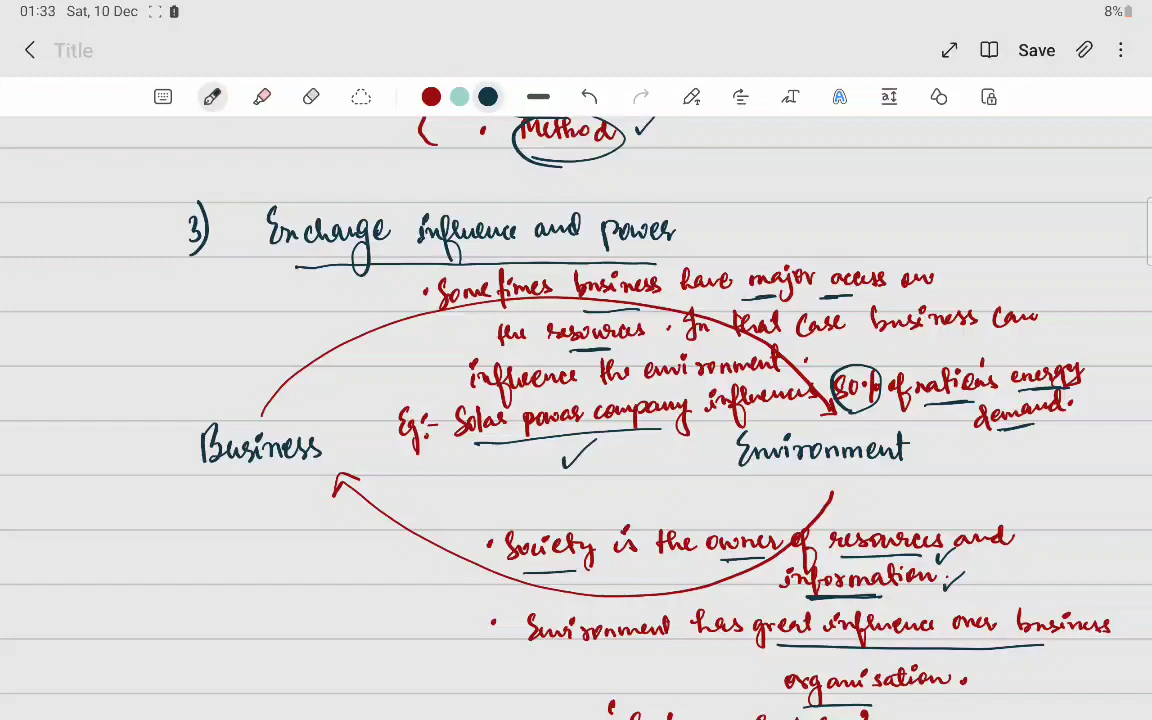 01:33 Sat, 10 Dec 8%
Title Save
Method
3) Exchange influence and power
• Sometimes business have major access on
the resources. In that case business can
influence the environment.
Eg:- Solar power company influences 80% of nation's energy
demand.
Business Environment
• Society is the owner of resources and
information.
• Environment has great influence over business
organisation.